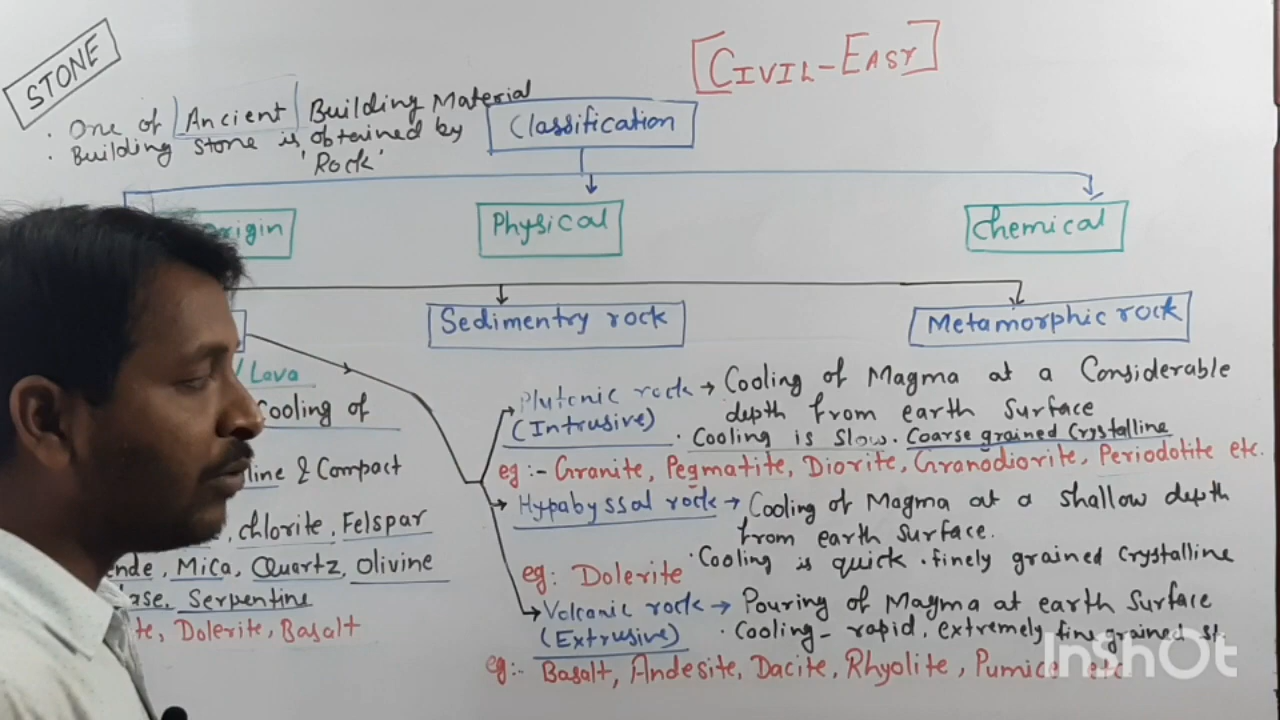 STONE
[CIVIL-EASY]
· One of Ancient Building Material
· Building Stone is obtained by
'Rock'
Classification
Physical
Chemical
Sedimentry rock
Metamorphic rock
Lava
Cooling of
& Compact
chlorite, Felspar
Mica, Quartz, Olivine
Serpentine
Dolerite, Basalt
Plutonic rock → Cooling of Magma at a Considerable
(Intrusive) depth from earth Surface
· Cooling is slow. Coarse grained Crystalline
eg :- Granite, Pegmatite, Diorite, Granodiorite, Periodotite etc.
Hypabyssal rock → Cooling of Magma at a shallow depth
from earth Surface.
· Cooling is quick · finely grained Crystalline
eg: Dolerite
Volcanic rock → Pouring of Magma at earth Surface
(Extrusive) · Cooling - rapid, extremely fine grained
eg:- Basalt, Andesite, Dacite, Rhyolite, Pumice etc
InShOt